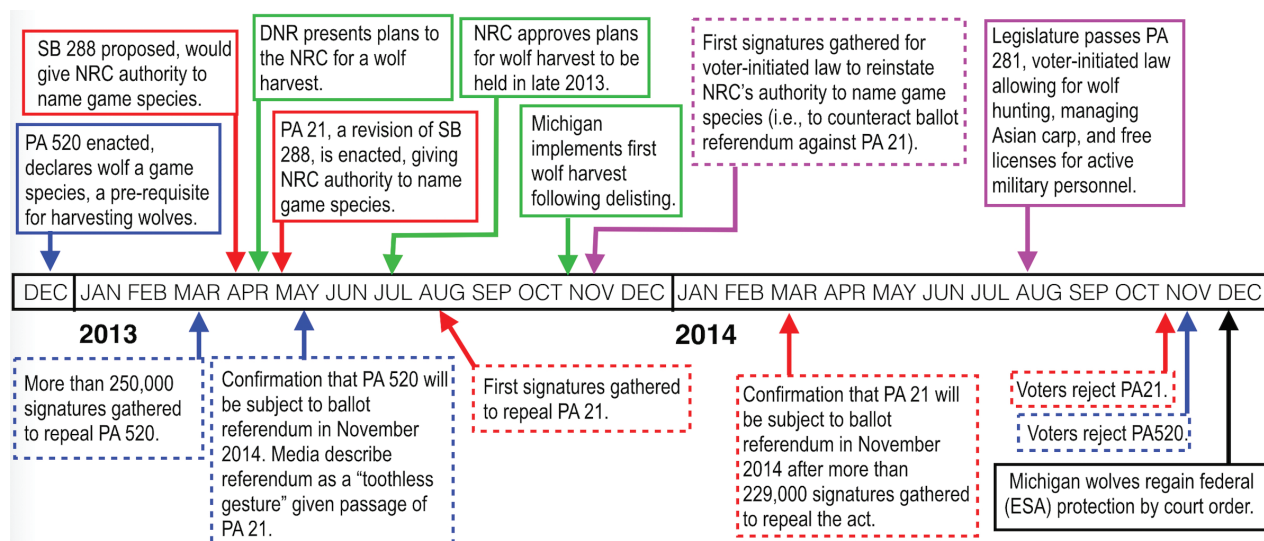 SB 288 proposed, would
give NRC authority to
name game species.
PA 520 enacted,
declares wolf a game
species, a pre-requisite
for harvesting wolves.
DNR presents plans to
the NRC for a wolf
harvest.
PA 21, a revision of SB
288, is enacted, giving
NRC authority to name
game species.
NRC approves plans
for wolf harvest to be
held in late 2013.
Michigan
implements first
wolf harvest
following delisting.
First signatures gathered for
voter-initiated law to reinstate
NRC's authority to name game
species (i.e., to counteract ballot
referendum against PA 21).
Legislature passes PA
281, voter-initiated law
allowing for wolf
hunting, managing
Asian carp, and free
licenses for active
military personnel.
DEC JAN FEB MAR APR MAY JUN JUL AUG SEP OCT NOV DEC JAN FEB MAR APR MAY JUN JUL AUG SEP OCT NOV DEC
2013 2014
More than 250,000
signatures gathered
to repeal PA 520.
Confirmation that PA 520 will
be subject to ballot
referendum in November
2014. Media describe
referendum as a “toothless
gesture” given passage of
PA 21.
First signatures gathered
to repeal PA 21.
Confirmation that PA 21 will
be subject to ballot
referendum in November
2014 after more than
229,000 signatures gathered
to repeal the act.
Voters reject PA21.
Voters reject PA520.
Michigan wolves regain federal
(ESA) protection by court order.